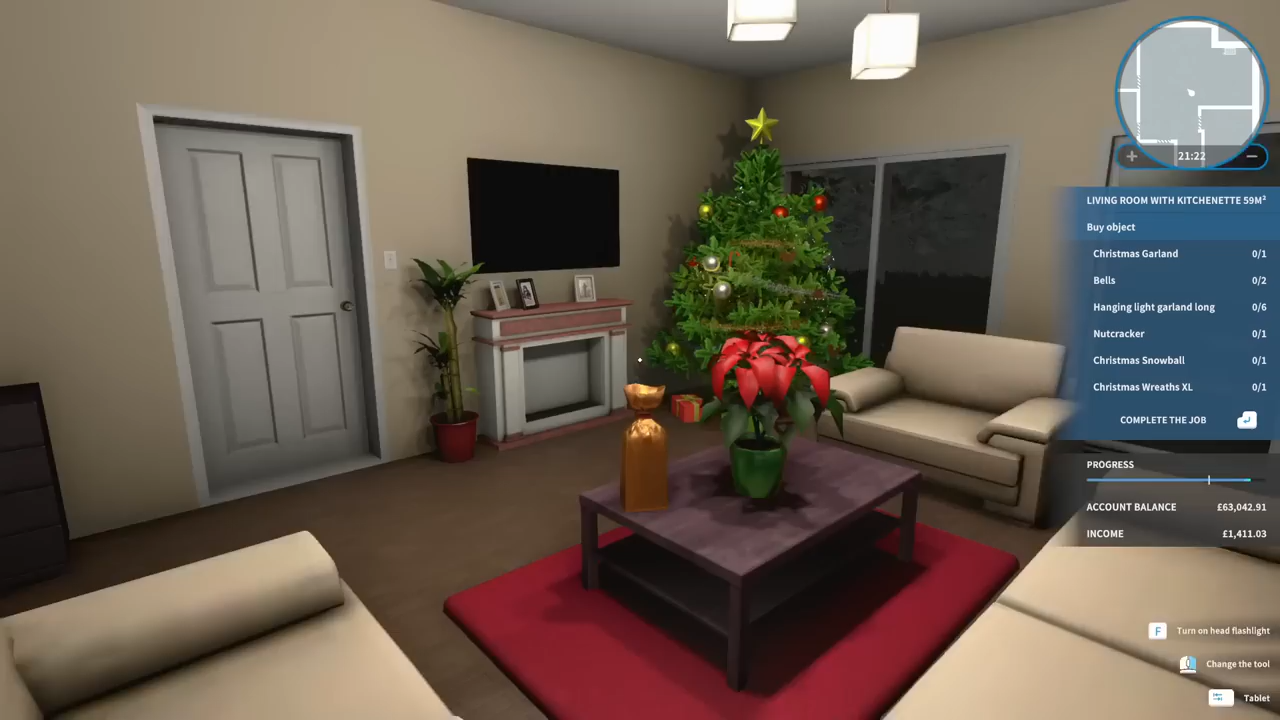 21:22
LIVING ROOM WITH KITCHENETTE 59M²
Buy object
Christmas Garland 0/1
Bells 0/2
Hanging light garland long 0/6
Nutcracker 0/1
Christmas Snowball 0/1
Christmas Wreaths XL 0/1
COMPLETE THE JOB
PROGRESS
ACCOUNT BALANCE £63,042.91
INCOME £1,411.03
F Turn on head flashlight
Change the tool
Tablet